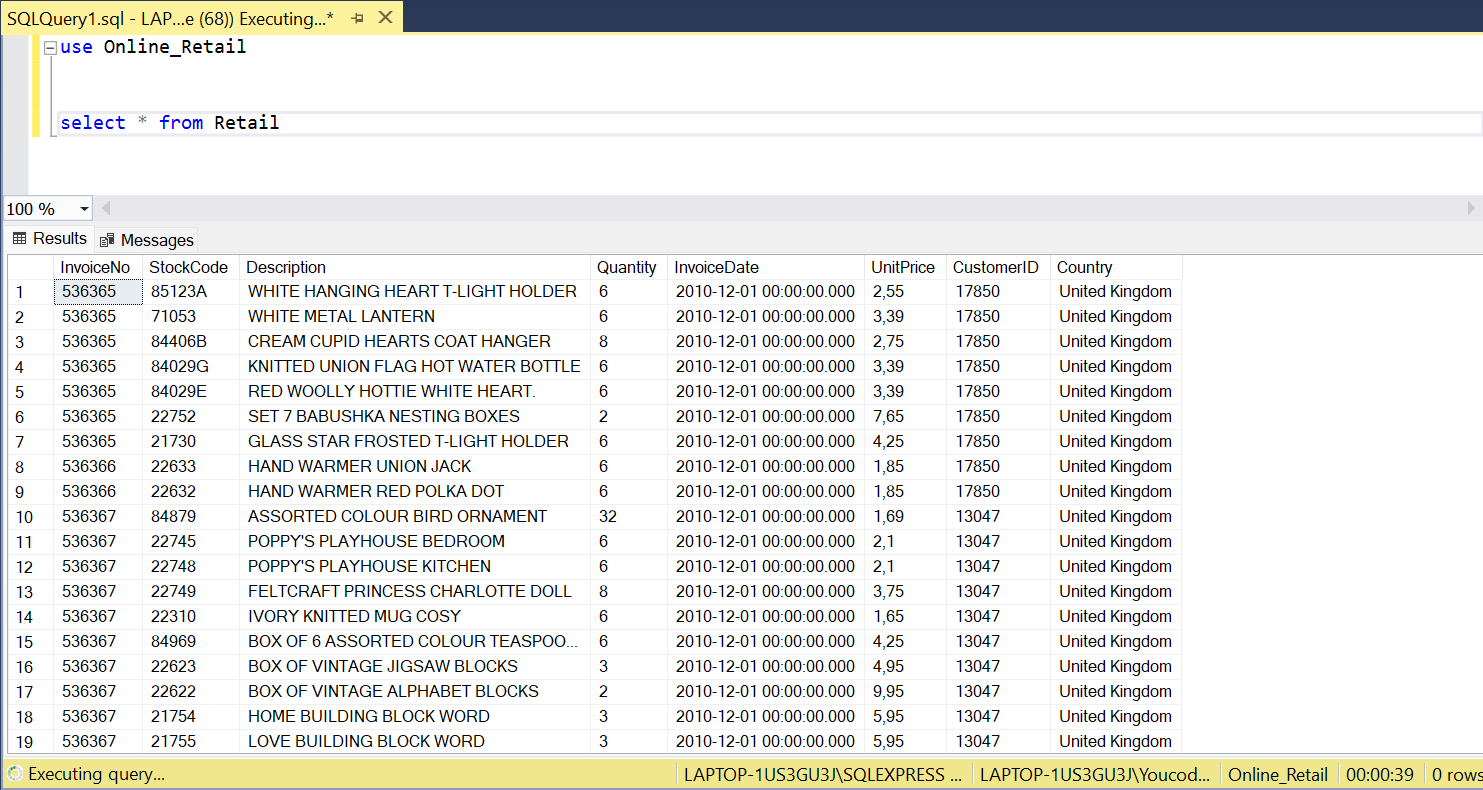 SQLQuery1.sql - LAP...e (68)) Executing...*
use Online_Retail
select * from Retail
100 %
Results Messages
InvoiceNo StockCode Description Quantity InvoiceDate UnitPrice CustomerID Country
1 536365 85123A WHITE HANGING HEART T-LIGHT HOLDER 6 2010-12-01 00:00:00.000 2,55 17850 United Kingdom
2 536365 71053 WHITE METAL LANTERN 6 2010-12-01 00:00:00.000 3,39 17850 United Kingdom
3 536365 84406B CREAM CUPID HEARTS COAT HANGER 8 2010-12-01 00:00:00.000 2,75 17850 United Kingdom
4 536365 84029G KNITTED UNION FLAG HOT WATER BOTTLE 6 2010-12-01 00:00:00.000 3,39 17850 United Kingdom
5 536365 84029E RED WOOLLY HOTTIE WHITE HEART. 6 2010-12-01 00:00:00.000 3,39 17850 United Kingdom
6 536365 22752 SET 7 BABUSHKA NESTING BOXES 2 2010-12-01 00:00:00.000 7,65 17850 United Kingdom
7 536365 21730 GLASS STAR FROSTED T-LIGHT HOLDER 6 2010-12-01 00:00:00.000 4,25 17850 United Kingdom
8 536366 22633 HAND WARMER UNION JACK 6 2010-12-01 00:00:00.000 1,85 17850 United Kingdom
9 536366 22632 HAND WARMER RED POLKA DOT 6 2010-12-01 00:00:00.000 1,85 17850 United Kingdom
10 536367 84879 ASSORTED COLOUR BIRD ORNAMENT 32 2010-12-01 00:00:00.000 1,69 13047 United Kingdom
11 536367 22745 POPPY'S PLAYHOUSE BEDROOM 6 2010-12-01 00:00:00.000 2,1 13047 United Kingdom
12 536367 22748 POPPY'S PLAYHOUSE KITCHEN 6 2010-12-01 00:00:00.000 2,1 13047 United Kingdom
13 536367 22749 FELTCRAFT PRINCESS CHARLOTTE DOLL 8 2010-12-01 00:00:00.000 3,75 13047 United Kingdom
14 536367 22310 IVORY KNITTED MUG COSY 6 2010-12-01 00:00:00.000 1,65 13047 United Kingdom
15 536367 84969 BOX OF 6 ASSORTED COLOUR TEASPOO... 6 2010-12-01 00:00:00.000 4,25 13047 United Kingdom
16 536367 22623 BOX OF VINTAGE JIGSAW BLOCKS 3 2010-12-01 00:00:00.000 4,95 13047 United Kingdom
17 536367 22622 BOX OF VINTAGE ALPHABET BLOCKS 2 2010-12-01 00:00:00.000 9,95 13047 United Kingdom
18 536367 21754 HOME BUILDING BLOCK WORD 3 2010-12-01 00:00:00.000 5,95 13047 United Kingdom
19 536367 21755 LOVE BUILDING BLOCK WORD 3 2010-12-01 00:00:00.000 5,95 13047 United Kingdom
Executing query... LAPTOP-1US3GU3J\SQLEXPRESS ... LAPTOP-1US3GU3J\Youcod... Online_Retail 00:00:39 0 rows